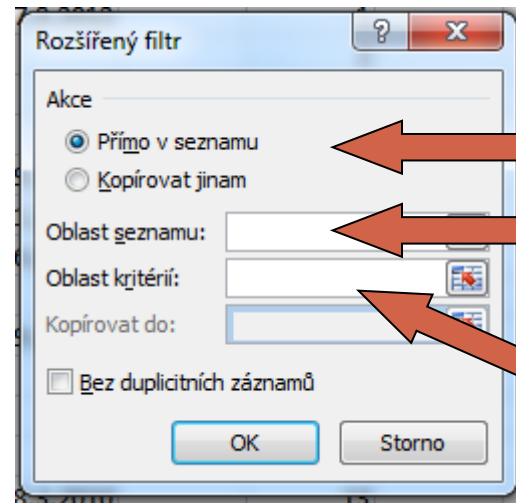 Rozšířený filtr
Akce
Přímo v seznamu
Kopírovat jinam
Oblast seznamu:
Oblast kritérií:
Kopírovat do:
Bez duplicitních záznamů
OK
Storno